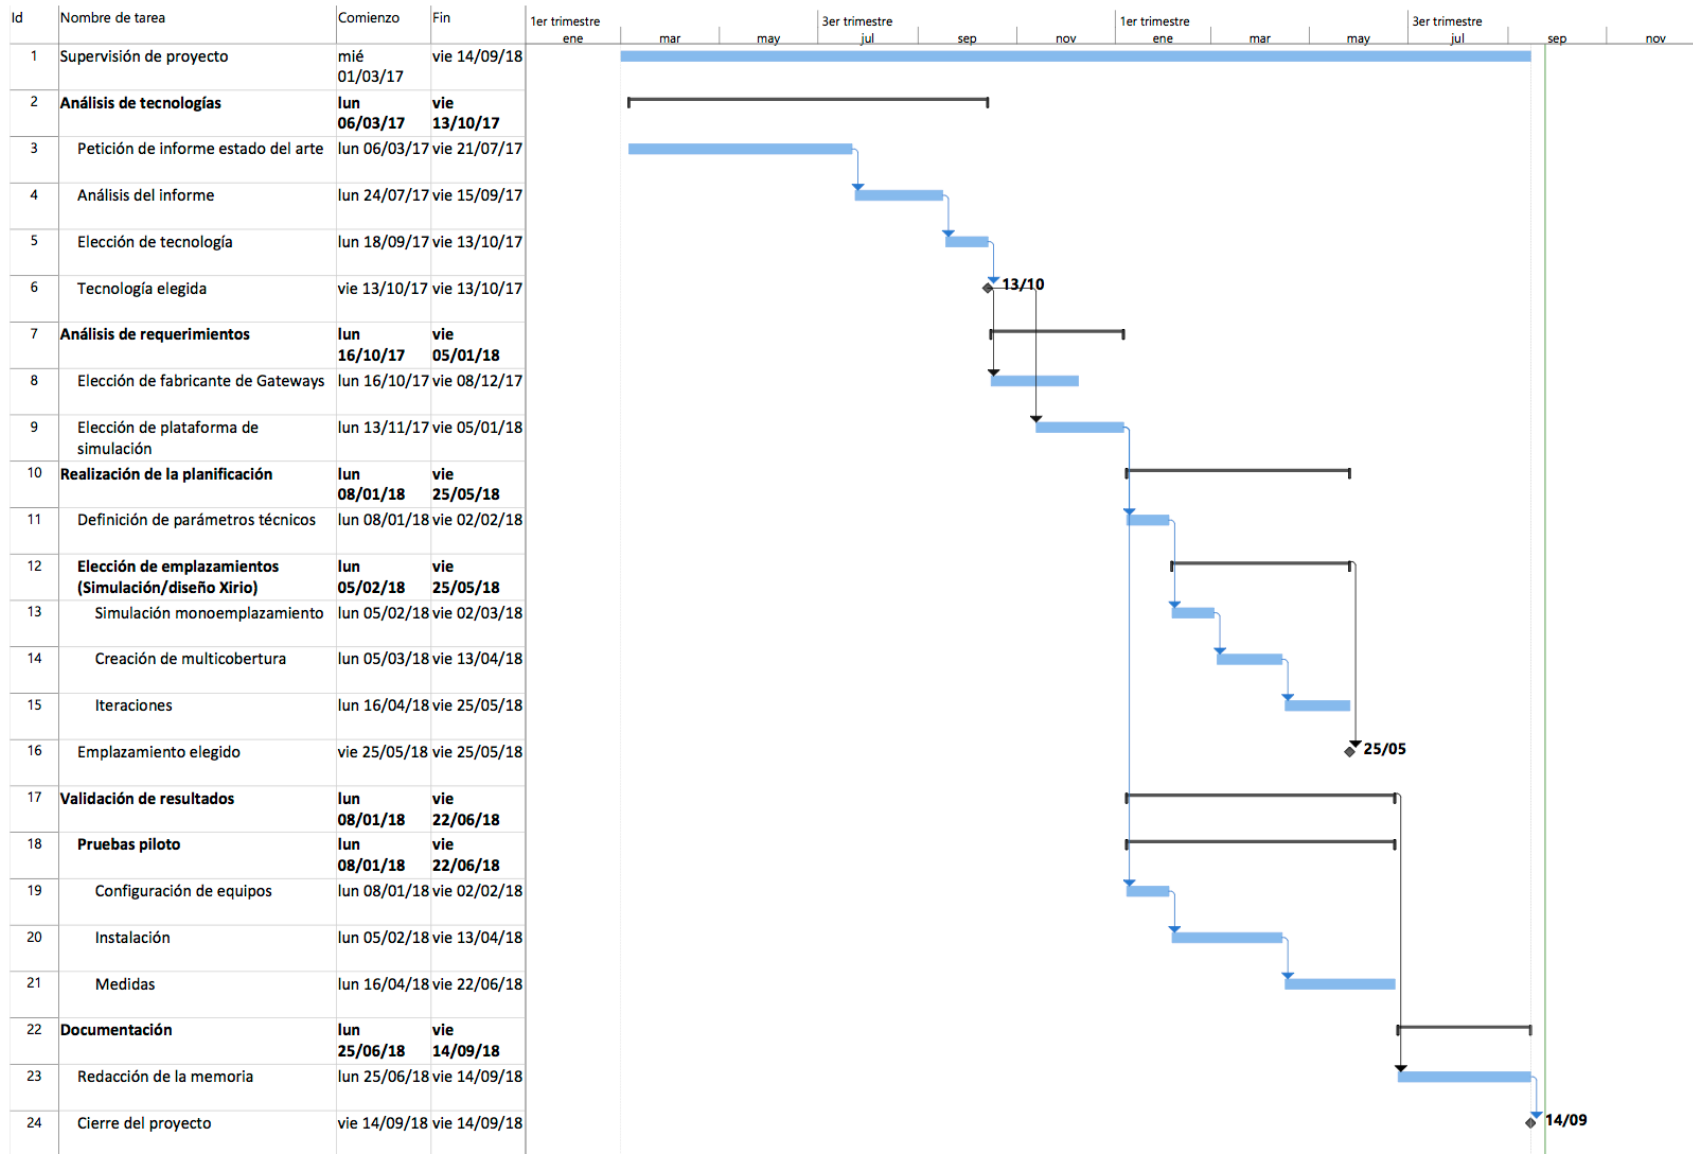 Id Nombre de tarea Comienzo Fin 1er trimestre 3er trimestre 1er trimestre 3er trimestre
ene mar may jul sep nov ene mar may jul sep nov
1 Supervisión de proyecto mié vie 14/09/18
01/03/17
2 Análisis de tecnologías lun vie
06/03/17 13/10/17
3 Petición de informe estado del arte lun 06/03/17 vie 21/07/17
4 Análisis del informe lun 24/07/17 vie 15/09/17
5 Elección de tecnología lun 18/09/17 vie 13/10/17
6 Tecnología elegida vie 13/10/17 vie 13/10/17 13/10
7 Análisis de requerimientos lun vie
16/10/17 05/01/18
8 Elección de fabricante de Gateways lun 16/10/17 vie 08/12/17
9 Elección de plataforma de lun 13/11/17 vie 05/01/18
simulación
10 Realización de la planificación lun vie
08/01/18 25/05/18
11 Definición de parámetros técnicos lun 08/01/18 vie 02/02/18
12 Elección de emplazamientos lun vie
(Simulación/diseño Xirio) 05/02/18 25/05/18
13 Simulación monoemplazamiento lun 05/02/18 vie 02/03/18
14 Creación de multicobertura lun 05/03/18 vie 13/04/18
15 Iteraciones lun 16/04/18 vie 25/05/18
16 Emplazamiento elegido vie 25/05/18 vie 25/05/18 25/05
17 Validación de resultados lun vie
08/01/18 22/06/18
18 Pruebas piloto lun vie
08/01/18 22/06/18
19 Configuración de equipos lun 08/01/18 vie 02/02/18
20 Instalación lun 05/02/18 vie 13/04/18
21 Medidas lun 16/04/18 vie 22/06/18
22 Documentación lun vie
25/06/18 14/09/18
23 Redacción de la memoria lun 25/06/18 vie 14/09/18
24 Cierre del proyecto vie 14/09/18 vie 14/09/18 14/09